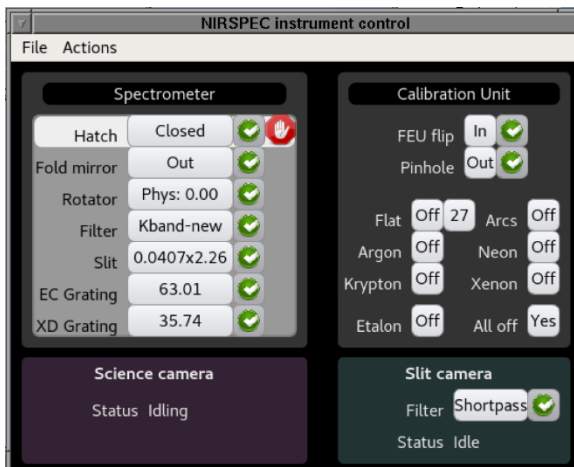 NIRSPEC instrument control
File Actions
Spectrometer
Hatch Closed
Fold mirror Out
Rotator Phys: 0.00
Filter Kband-new
Slit 0.0407x2.26
EC Grating 63.01
XD Grating 35.74
Calibration Unit
FEU flip In
Pinhole Out
Flat Off 27 Arcs Off
Argon Off Neon Off
Krypton Off Xenon Off
Etalon Off All off Yes
Science camera
Status Idling
Slit camera
Filter Shortpass
Status Idle